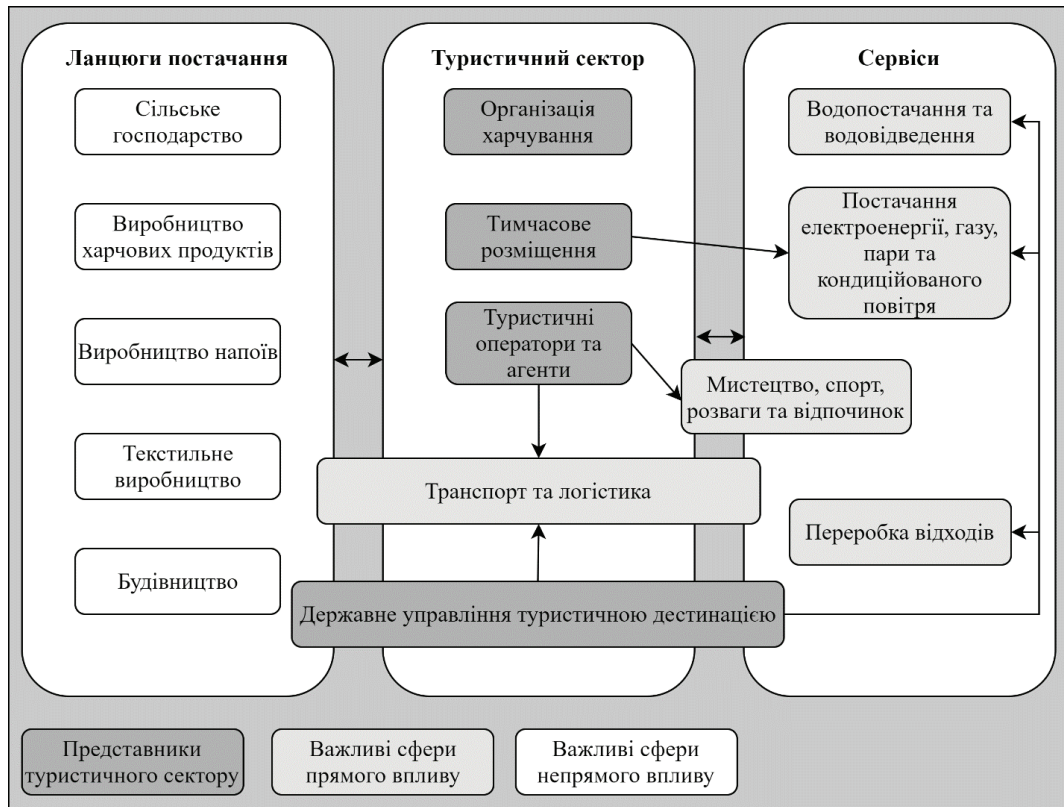 Ланцюги постачання
Сільське
господарство
Виробництво
харчових продуктів
Виробництво напоїв
Текстильне
виробництво
Будівництво
Туристичний сектор
Організація
харчування
Тимчасове
розміщення
Туристичні
оператори та
агенти
Транспорт та логістика
Державне управління туристичною дестинацією
Сервіси
Водопостачання та
водовідведення
Постачання
електроенергії, газу,
пари та
кондиційованого
повітря
Мистецтво, спорт,
розваги та відпочинок
Переробка відходів
Представники
туристичного сектору
Важливі сфери
прямого впливу
Важливі сфери
непрямого впливу